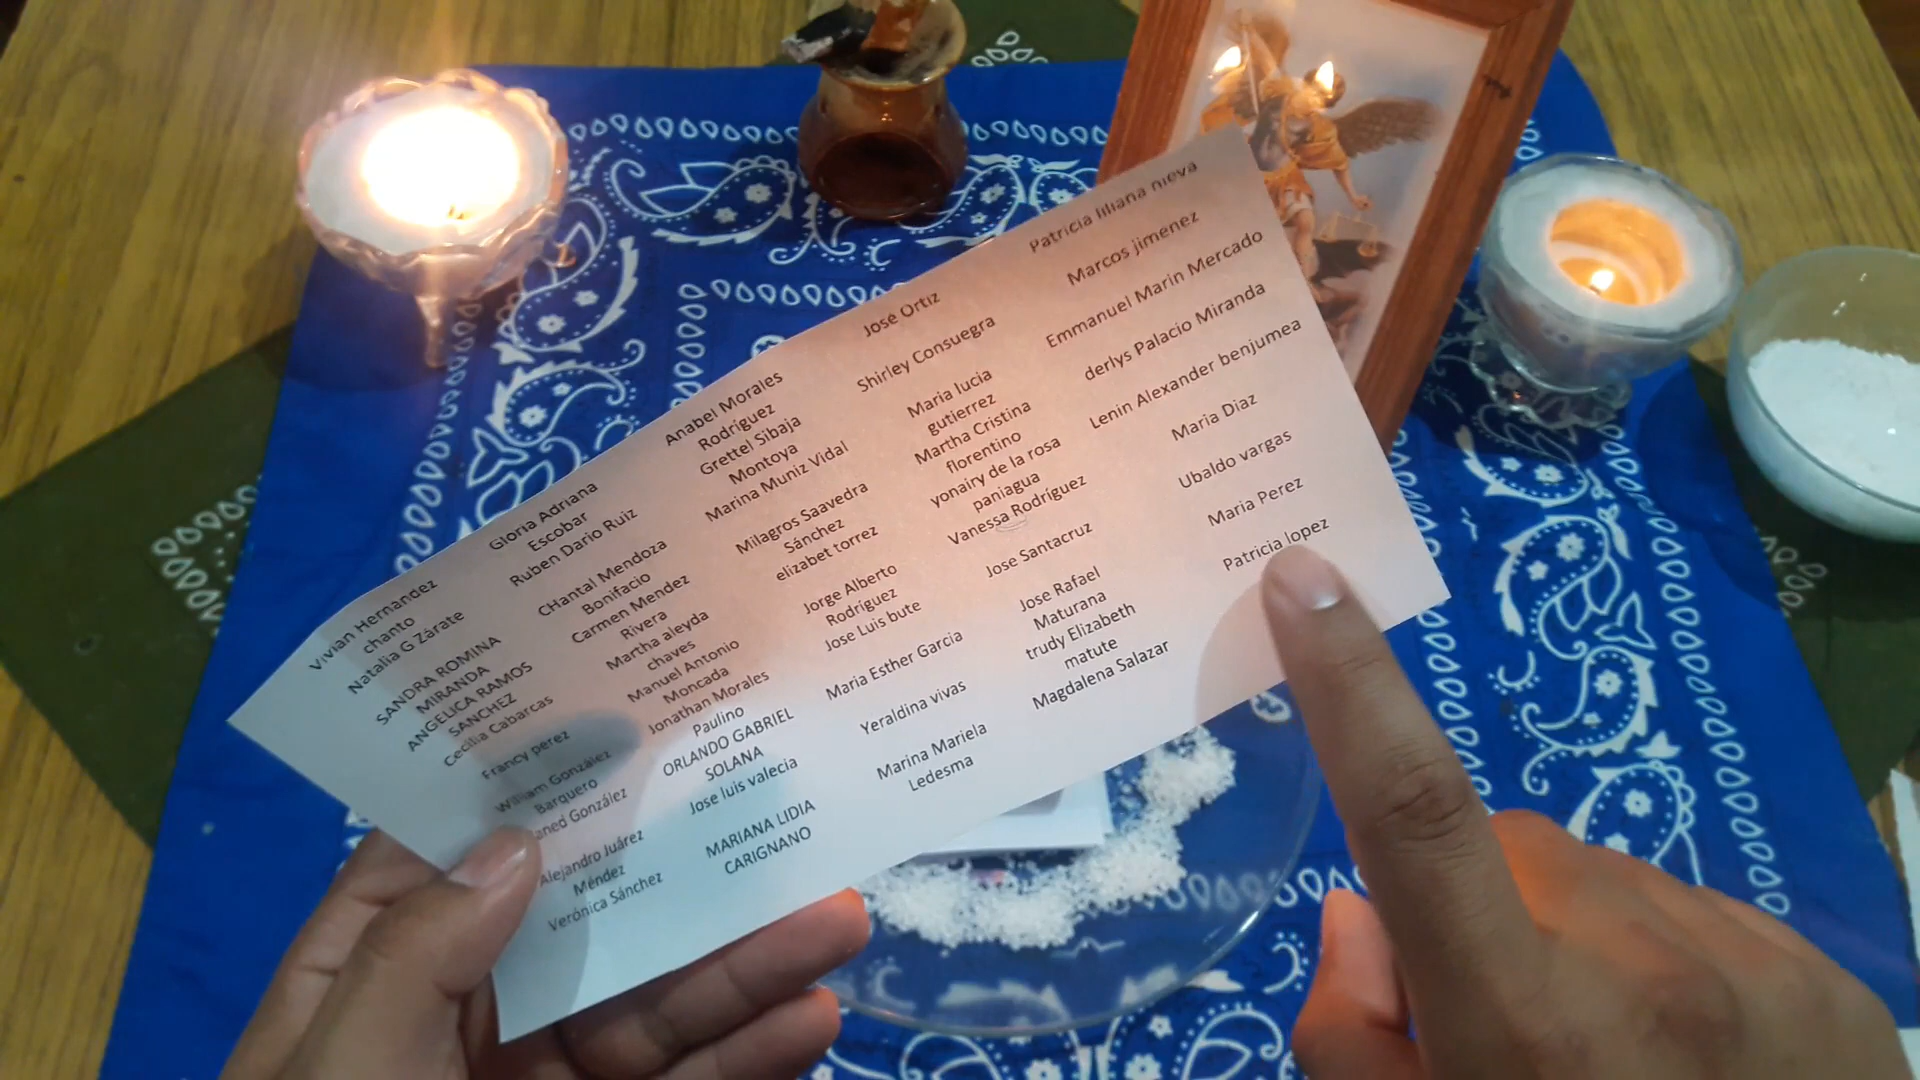 Vivian Hernandez
chanto
Natalia G Zárate
SANDRA ROMINA
MIRANDA
ANGELICA RAMOS
SANCHEZ
Cecilia Cabarcas
Francy perez
William González
Barquero
González
Alejandro Juárez
Méndez
Verónica Sánchez
Gloria Adriana
Escobar
Ruben Dario Ruiz
CHantal Mendoza
Bonifacio
Carmen Mendez
Rivera
Martha aleyda
chaves
Manuel Antonio
Moncada
Jonathan Morales
Paulino
ORLANDO GABRIEL
SOLANA
Jose luis valecia
MARIANA LIDIA
CARIGNANO
Anabel Morales
Rodriguez
Grettel Sibaja
Montoya
Marina Muniz Vidal
Milagros Saavedra
Sánchez
elizabet torrez
Jorge Alberto
Rodríguez
Jose Luis bute
Maria Esther Garcia
Yeraldina vivas
Marina Mariela
Ledesma
Jose Ortiz
Shirley Consuegra
Maria lucia
gutierrez
Martha Cristina
florentino
yonairy de la rosa
paniagua
Vanessa Rodríguez
Jose Santacruz
Jose Rafael
Maturana
trudy Elizabeth
matute
Magdalena Salazar
Patricia liliana nieva
Marcos jimenez
Emmanuel Marin Mercado
derlys Palacio Miranda
Lenin Alexander benjumea
Maria Diaz
Ubaldo vargas
Maria Perez
Patricia lopez